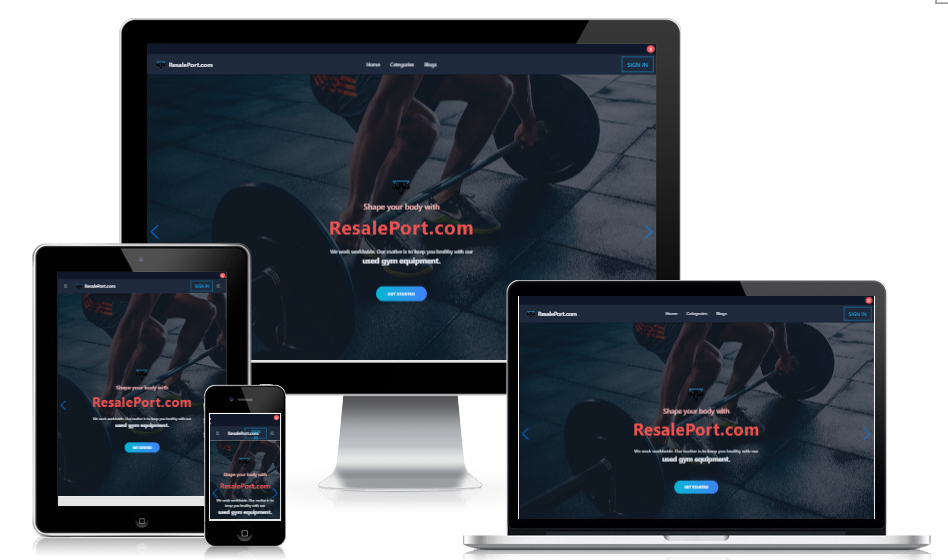 ResalePort.com
Home Categories Blogs
SIGN IN
Shape your body with
ResalePort.com
We work worldwide. Our motive is to keep you healthy with our
used gym equipment.
GET STARTED
ResalePort.com
SIGN IN
Shape your body with
ResalePort.com
We work worldwide. Our motive is to keep you healthy with our
used gym equipment.
GET STARTED
ResalePort.com
Shape your body with
ResalePort.com
We work worldwide. Our motive is to
keep you healthy with our
used gym equipment.
ResalePort.com
Home Categories Blogs
SIGN IN
Shape your body with
ResalePort.com
We work worldwide. Our motive is to keep you healthy with our
used gym equipment.
GET STARTED